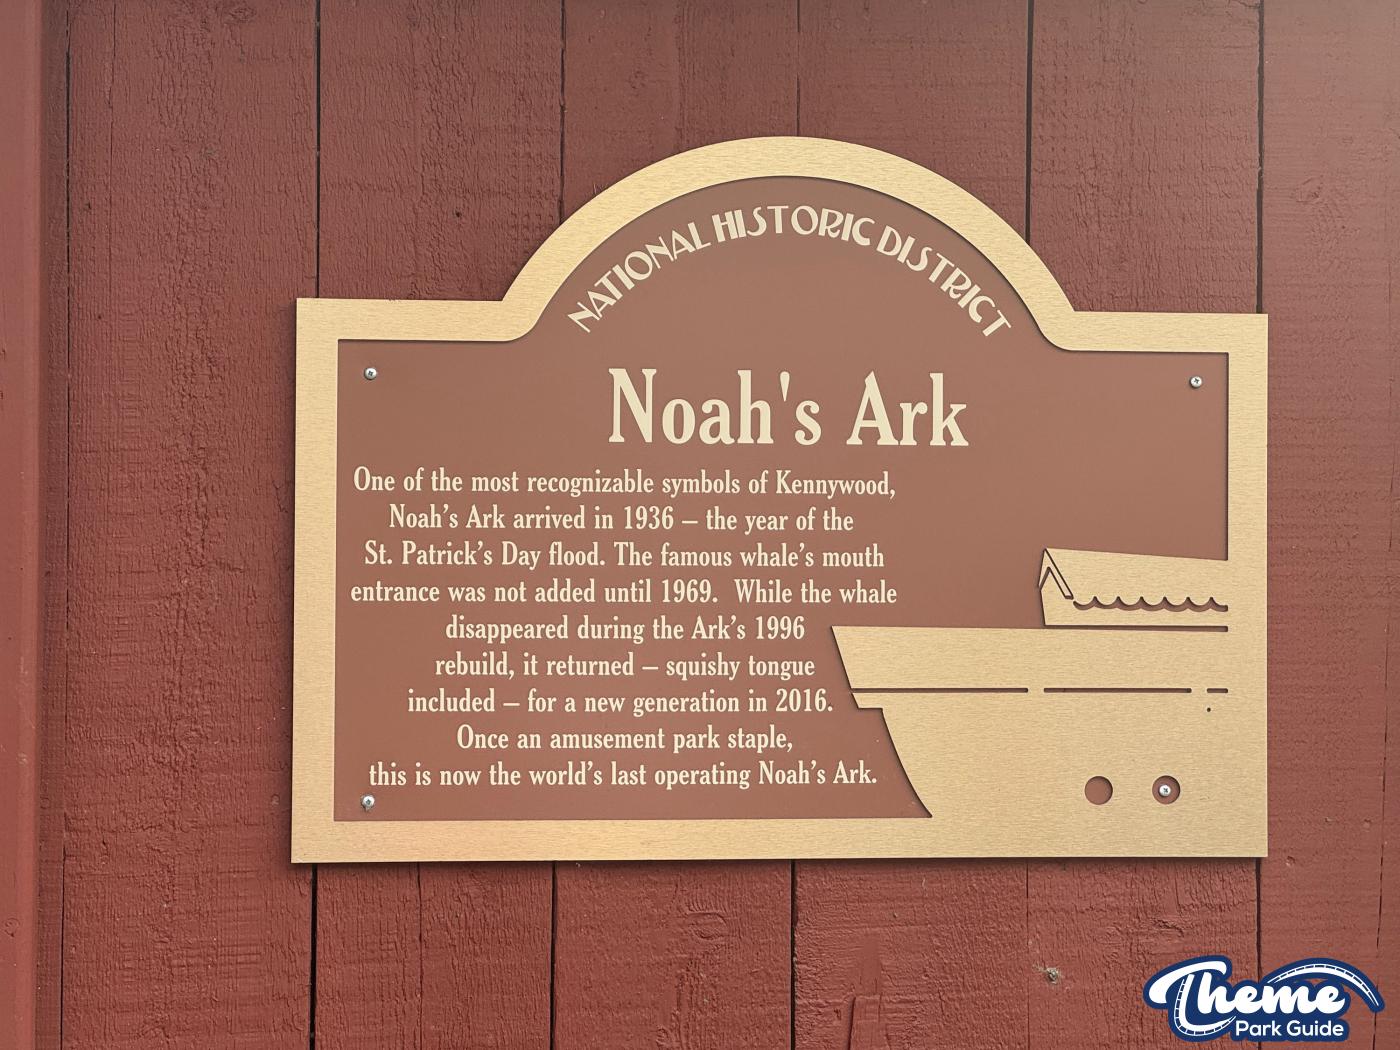 NATIONAL HISTORIC DISTRICT
Noah's Ark
One of the most recognizable symbols of Kennywood,
Noah's Ark arrived in 1936 – the year of the
St. Patrick's Day flood. The famous whale's mouth
entrance was not added until 1969. While the whale
disappeared during the Ark's 1996
rebuild, it returned – squishy tongue
included – for a new generation in 2016.
Once an amusement park staple,
this is now the world's last operating Noah's Ark.
Theme
Park Guide